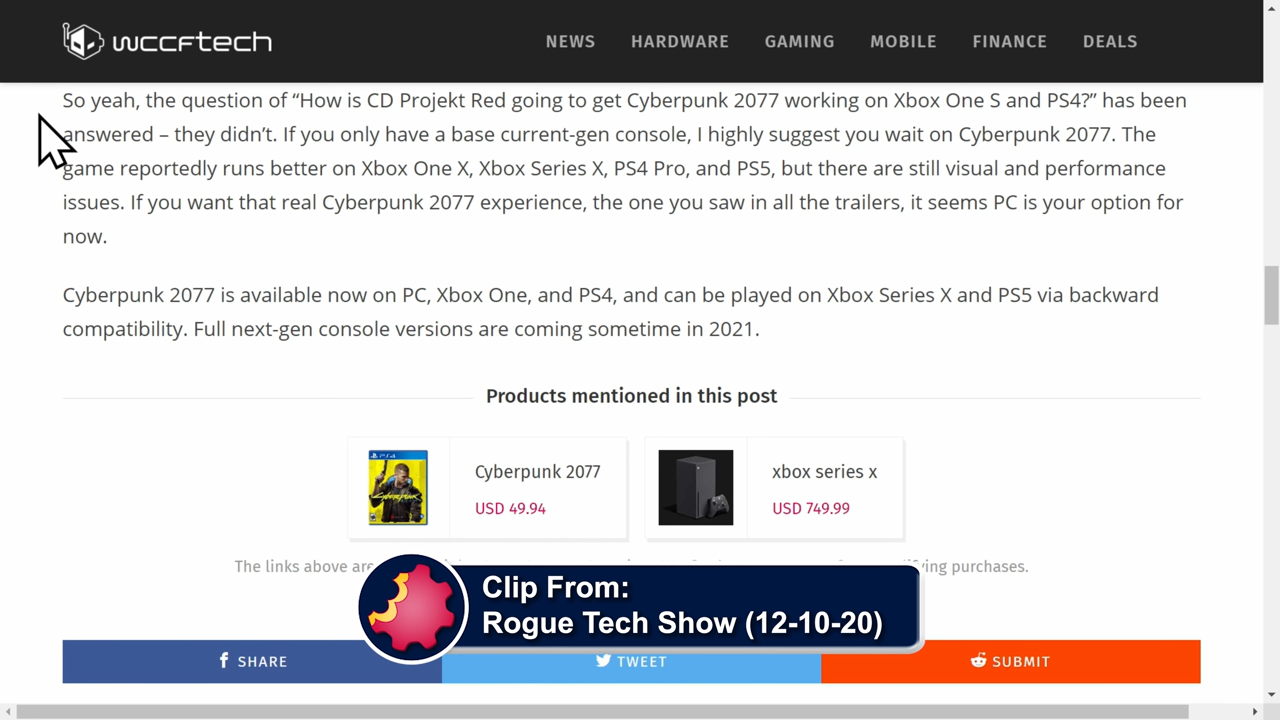 wccftech
NEWS HARDWARE GAMING MOBILE FINANCE DEALS
So yeah, the question of “How is CD Projekt Red going to get Cyberpunk 2077 working on Xbox One S and PS4?” has been
answered – they didn’t. If you only have a base current-gen console, I highly suggest you wait on Cyberpunk 2077. The
game reportedly runs better on Xbox One X, Xbox Series X, PS4 Pro, and PS5, but there are still visual and performance
issues. If you want that real Cyberpunk 2077 experience, the one you saw in all the trailers, it seems PC is your option for
now.
Cyberpunk 2077 is available now on PC, Xbox One, and PS4, and can be played on Xbox Series X and PS5 via backward
compatibility. Full next-gen console versions are coming sometime in 2021.
Products mentioned in this post
PS4
Cyberpunk
Cyberpunk 2077
USD 49.94
xbox series x
USD 749.99
The links above are qualifying purchases.
Clip From:
Rogue Tech Show (12-10-20)
SHARE
TWEET
SUBMIT